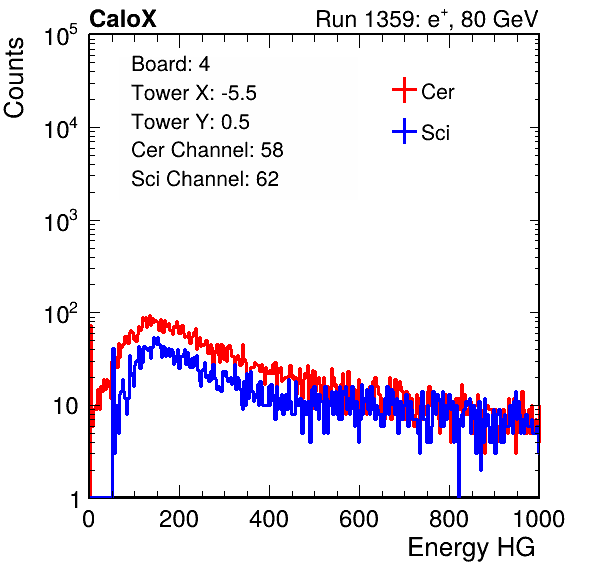 CaloX Run 1359: e⁺, 80 GeV
Counts
Board: 4
Tower X: -5.5
Tower Y: 0.5
Cer Channel: 58
Sci Channel: 62
Cer
Sci
10⁵
10⁴
10³
10²
10
1
0 200 400 600 800 1000
Energy HG